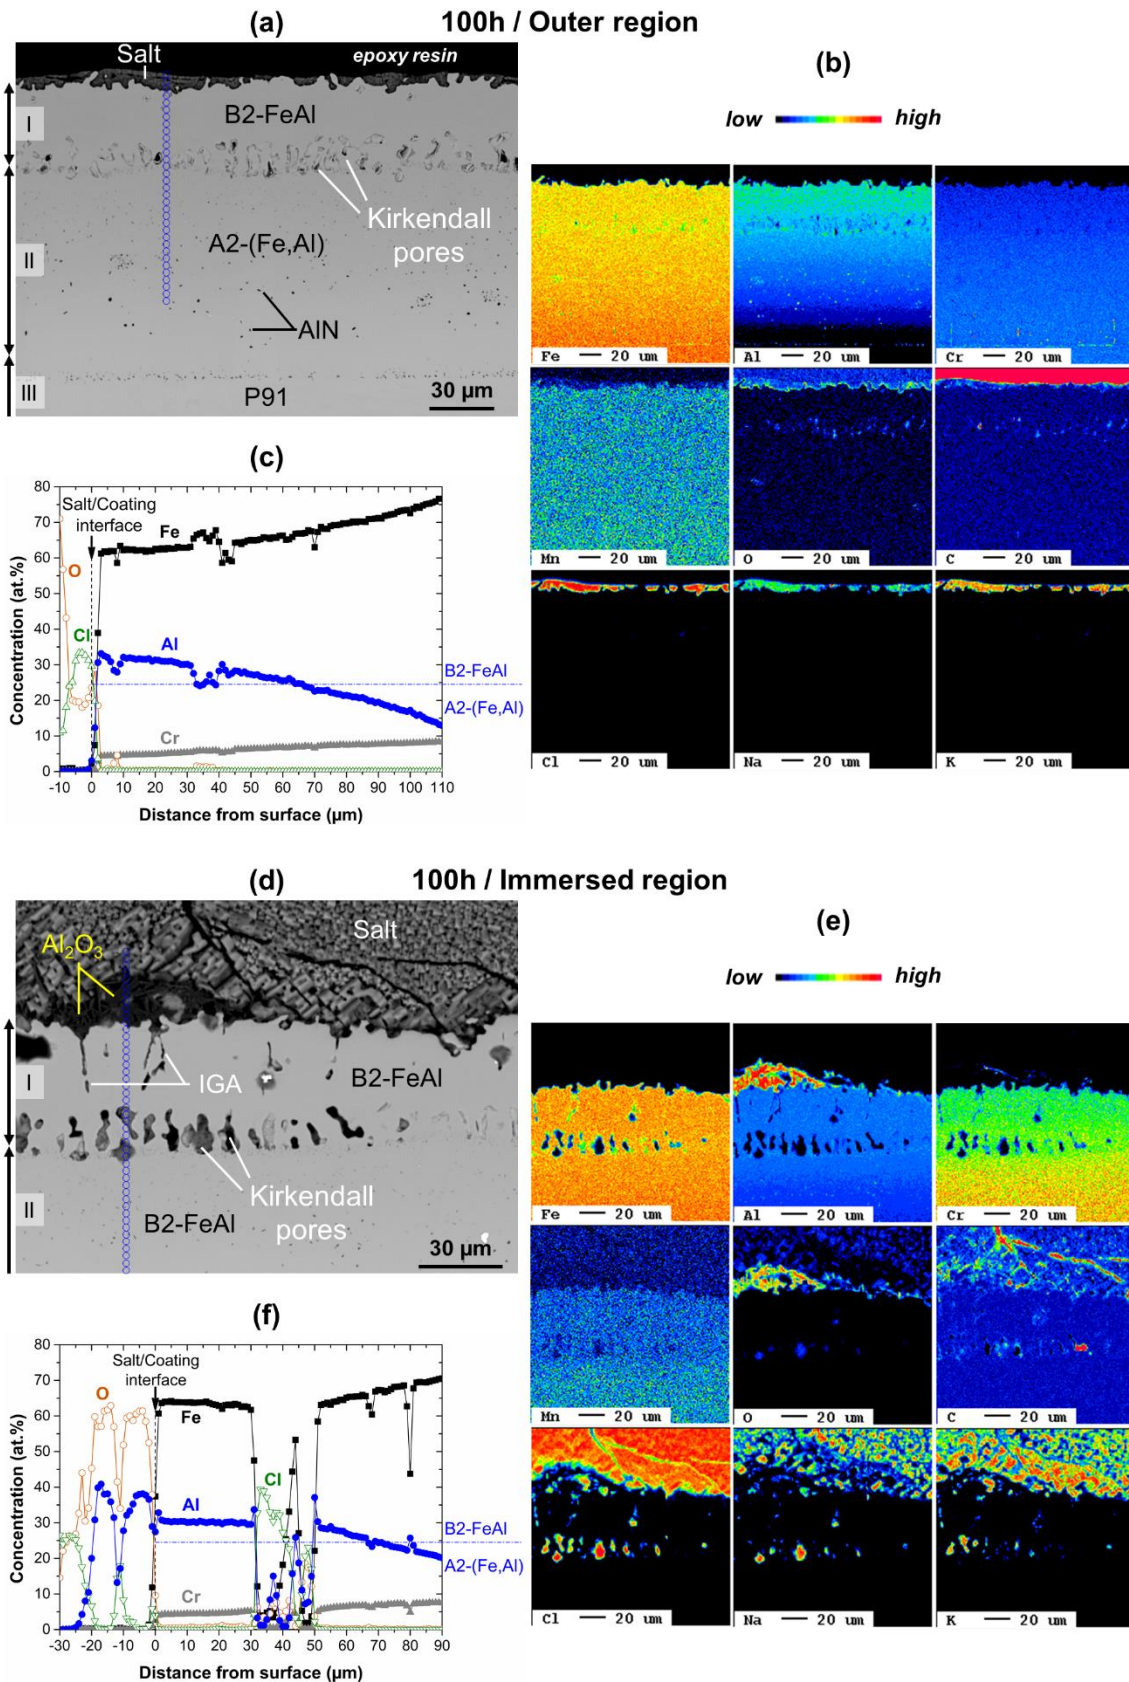 (a) 100h / Outer region
Salt
epoxy resin
B2-FeAl
I
Kirkendall
pores
A2-(Fe,Al)
II
AlN
III
P91
30 µm
(b)
low high
Fe 20 um
Al 20 um
Cr 20 um
Mn 20 um
O 20 um
C 20 um
Cl 20 um
Na 20 um
K 20 um
(c)
80
70
60
50
40
30
20
10
0
Concentration (at.%)
Salt/Coating
interface
Fe
O
Cl
Al
B2-FeAl
A2-(Fe,Al)
Cr
-10 0 10 20 30 40 50 60 70 80 90 100 110
Distance from surface (µm)
(d) 100h / Immersed region
Salt
Al2O3
I
IGA
B2-FeAl
Kirkendall
pores
II
B2-FeAl
30 µm
(e)
low high
Fe 20 um
Al 20 um
Cr 20 um
Mn 20 um
O 20 um
C 20 um
Cl 20 um
Na 20 um
K 20 um
(f)
80
70
60
50
40
30
20
10
0
Concentration (at.%)
Salt/Coating
interface
O
Fe
Cl
Al
B2-FeAl
A2-(Fe,Al)
Cr
-30 -20 -10 0 10 20 30 40 50 60 70 80 90
Distance from surface (µm)